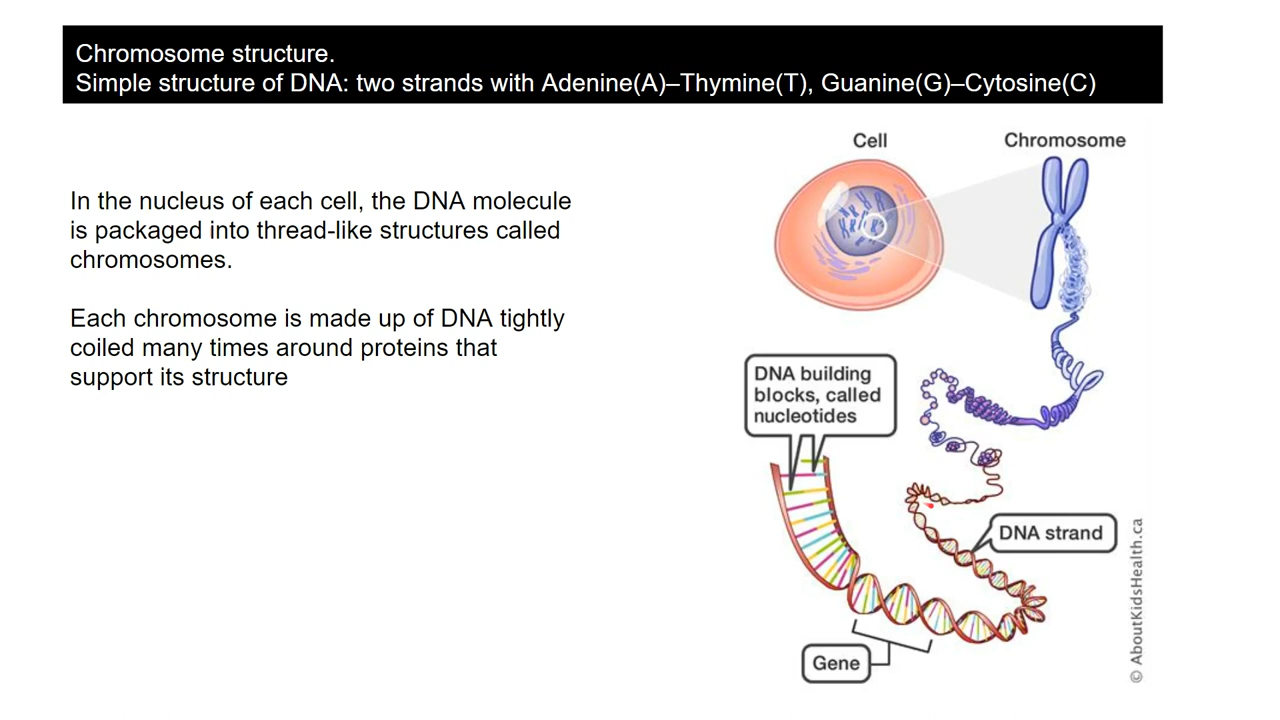 Chromosome structure.
Simple structure of DNA: two strands with Adenine(A)–Thymine(T), Guanine(G)–Cytosine(C)
In the nucleus of each cell, the DNA molecule
is packaged into thread-like structures called
chromosomes.
Each chromosome is made up of DNA tightly
coiled many times around proteins that
support its structure
Cell
Chromosome
DNA building
blocks, called
nucleotides
DNA strand
Gene
© AboutKidsHealth.ca